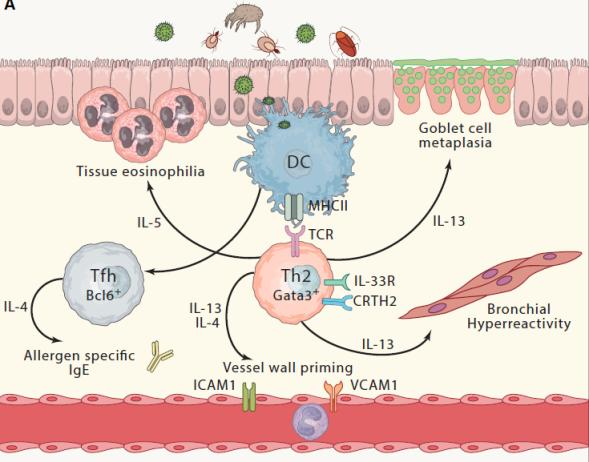 A
Goblet cell
metaplasia
DC
Tissue eosinophilia
MHCII
IL-5
TCR
IL-13
Tfh
Bcl6+
Th2
Gata3+
IL-33R
CRTH2
IL-4
IL-13
IL-4
Bronchial
Hyperreactivity
IL-13
Allergen specific
IgE
Vessel wall priming
ICAM1
VCAM1